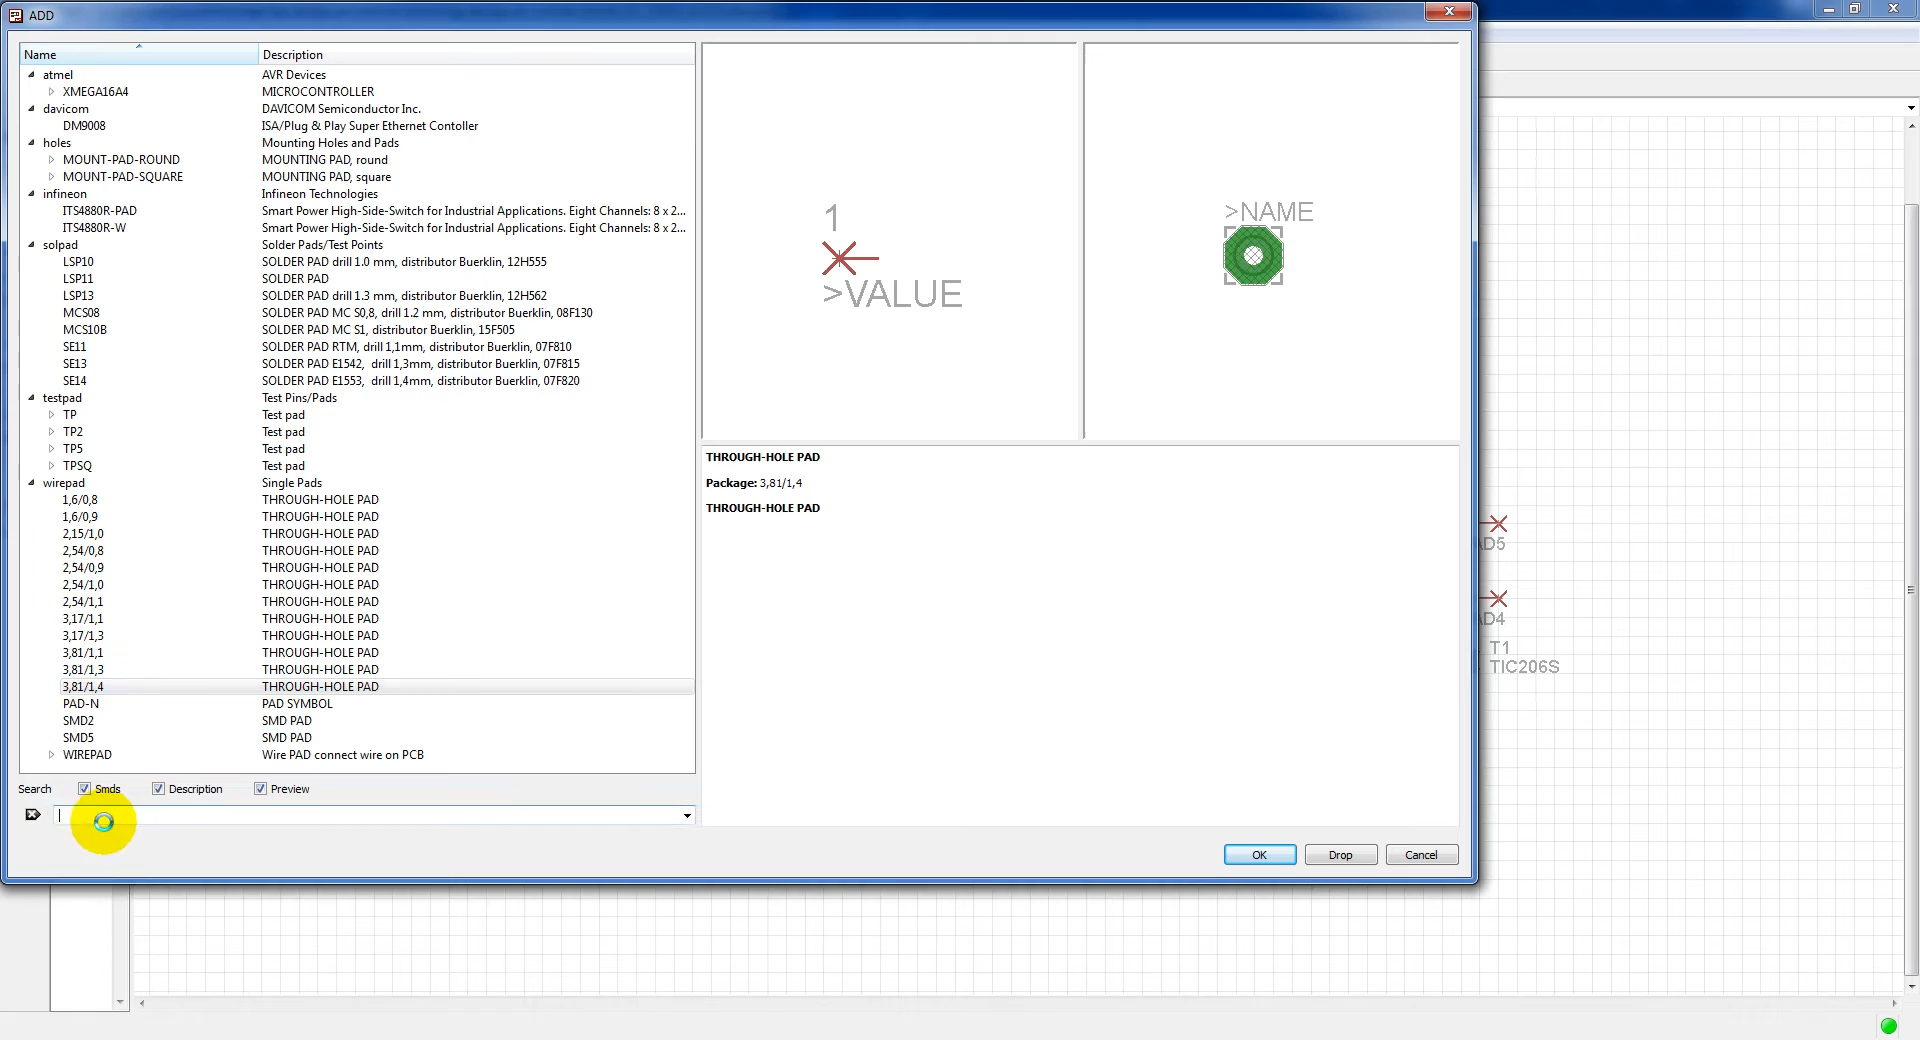 ADD
Name Description
atmel AVR Devices
XMEGA16A4 MICROCONTROLLER
davicom DAVICOM Semiconductor Inc.
DM9008 ISA/Plug & Play Super Ethernet Contoller
holes Mounting Holes and Pads
MOUNT-PAD-ROUND MOUNTING PAD, round
MOUNT-PAD-SQUARE MOUNTING PAD, square
infineon Infineon Technologies
ITS4880R-PAD Smart Power High-Side-Switch for Industrial Applications. Eight Channels: 8 x 2...
ITS4880R-W Smart Power High-Side-Switch for Industrial Applications. Eight Channels: 8 x 2...
solpad Solder Pads/Test Points
LSP10 SOLDER PAD drill 1.0 mm, distributor Buerklin, 12H555
LSP11 SOLDER PAD
LSP13 SOLDER PAD drill 1.3 mm, distributor Buerklin, 12H562
MCS08 SOLDER PAD MC S0,8, drill 1.2 mm, distributor Buerklin, 08F130
MCS10B SOLDER PAD MC S1, distributor Buerklin, 15F505
SE11 SOLDER PAD RTM, drill 1,1mm, distributor Buerklin, 07F810
SE13 SOLDER PAD E1542, drill 1,3mm, distributor Buerklin, 07F815
SE14 SOLDER PAD E1553, drill 1,4mm, distributor Buerklin, 07F820
testpad Test Pins/Pads
TP Test pad
TP2 Test pad
TP5 Test pad
TPSQ Test pad
wirepad Single Pads
1,6/0,8 THROUGH-HOLE PAD
1,6/0,9 THROUGH-HOLE PAD
2,15/1,0 THROUGH-HOLE PAD
2,54/0,8 THROUGH-HOLE PAD
2,54/0,9 THROUGH-HOLE PAD
2,54/1,0 THROUGH-HOLE PAD
2,54/1,1 THROUGH-HOLE PAD
3,17/1,1 THROUGH-HOLE PAD
3,17/1,3 THROUGH-HOLE PAD
3,81/1,1 THROUGH-HOLE PAD
3,81/1,3 THROUGH-HOLE PAD
3,81/1,4 THROUGH-HOLE PAD
PAD-N PAD SYMBOL
SMD2 SMD PAD
SMD5 SMD PAD
WIREPAD Wire PAD connect wire on PCB
Search Smds Description Preview
1
>VALUE
>NAME
THROUGH-HOLE PAD
Package: 3,81/1,4
THROUGH-HOLE PAD
OK Drop Cancel
D5
D4
T1
TIC206S